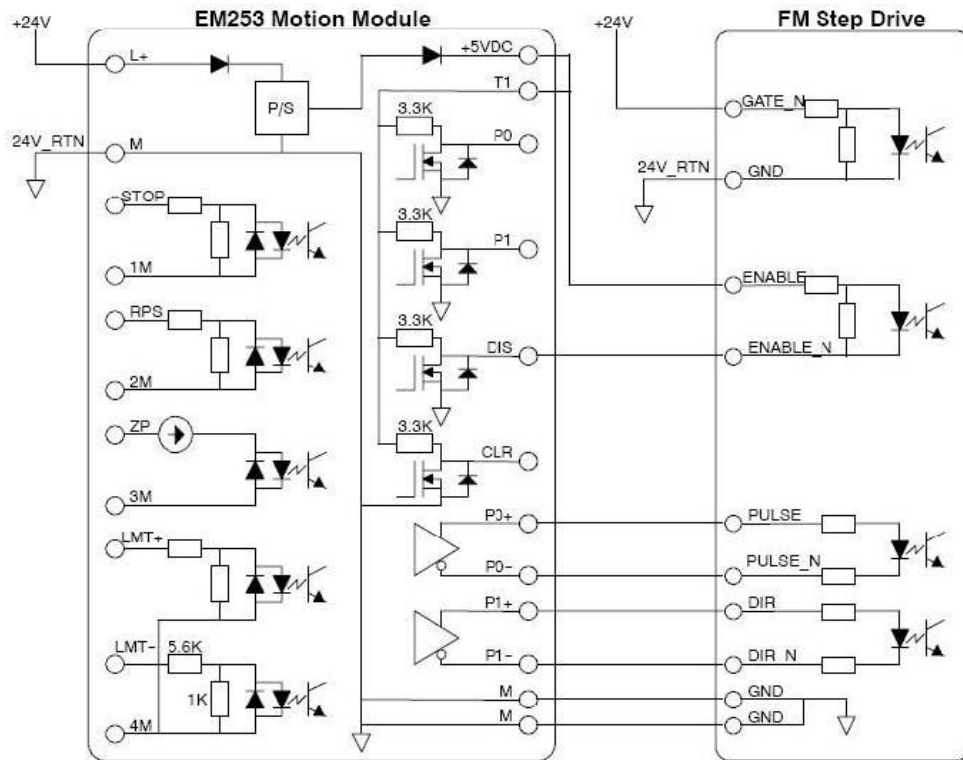 EM253 Motion Module
FM Step Drive
+24V
L+
P/S
24V_RTN
M
STOP
1M
RPS
2M
ZP
3M
LMT+
LMT-
5.6K
1K
4M
+5VDC
T1
3.3K
P0
3.3K
P1
3.3K
DIS
3.3K
CLR
P0+
P0-
P1+
P1-
M
M
+24V
GATE_N
24V_RTN
GND
ENABLE
ENABLE_N
PULSE
PULSE_N
DIR
DIR_N
GND
GND